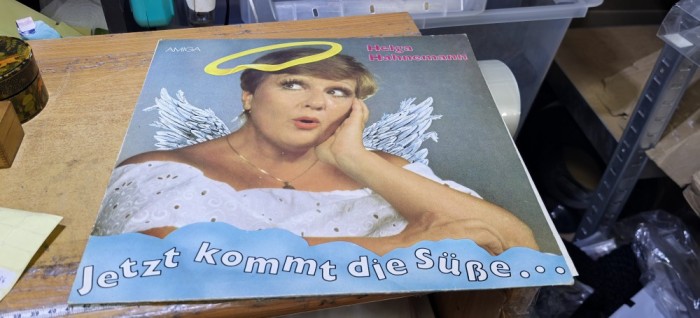 AMIGA
Helga
Hahnemann
Jetzt kommt die Süße...